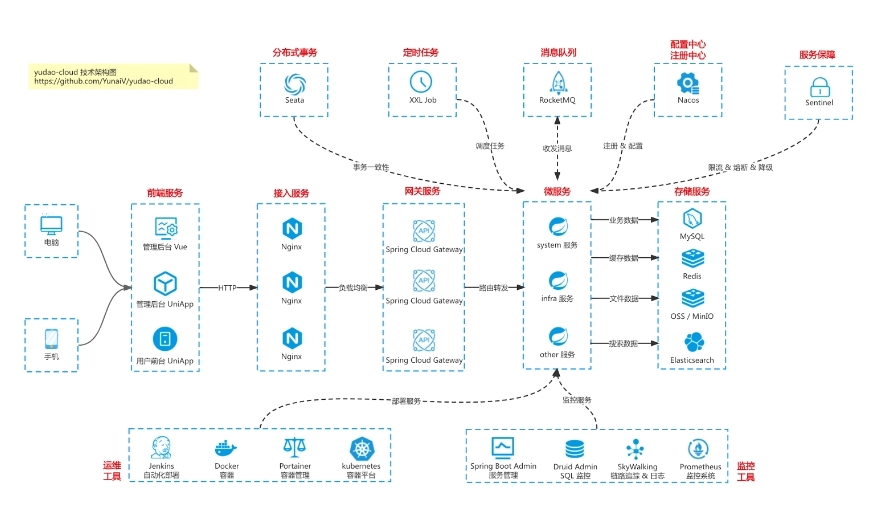 yudao-cloud 技术架构图
https://github.com/YunaiV/yudao-cloud
分布式事务
Seata
定时任务
XXL Job
消息队列
RocketMQ
配置中心
注册中心
Nacos
服务保障
Sentinel
事务一致性
调度任务
收发消息
注册 & 配置
限流 & 熔断 & 降级
电脑
手机
前端服务
管理后台 Vue
管理后台 UniApp
用户前台 UniApp
HTTP
接入服务
Nginx
Nginx
Nginx
负载均衡
网关服务
API
Spring Cloud Gateway
API
Spring Cloud Gateway
API
Spring Cloud Gateway
路由转发
微服务
system 服务
infra 服务
other 服务
业务数据
缓存数据
文件数据
搜索数据
存储服务
MySQL
Redis
OSS / MinIO
Elasticsearch
部署服务
监控服务
运维
工具
Jenkins
自动化部署
Docker
容器
Portainer
容器管理
kubernetes
容器平台
Spring Boot Admin
服务管理
Druid Admin
SQL 监控
SkyWalking
链路追踪 & 日志
Prometheus
监控系统
监控
工具